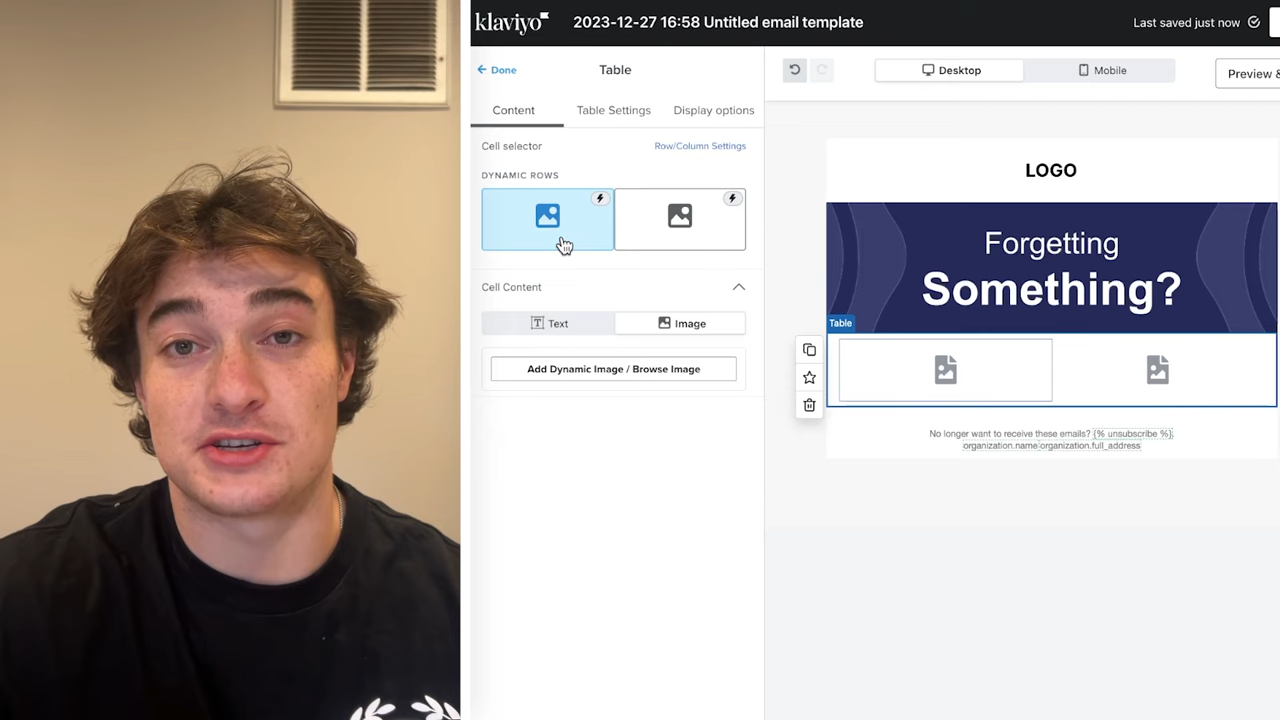 klaviyo
2023-12-27 16:58 Untitled email template
Last saved just now
Done
Table
Desktop
Mobile
Preview &
Content
Table Settings
Display options
Cell selector
Row/Column Settings
DYNAMIC ROWS
Cell Content
Text
Image
Add Dynamic Image / Browse Image
LOGO
Forgetting
Something?
Table
No longer want to receive these emails? {% unsubscribe %}.
organization.name organization.full_address